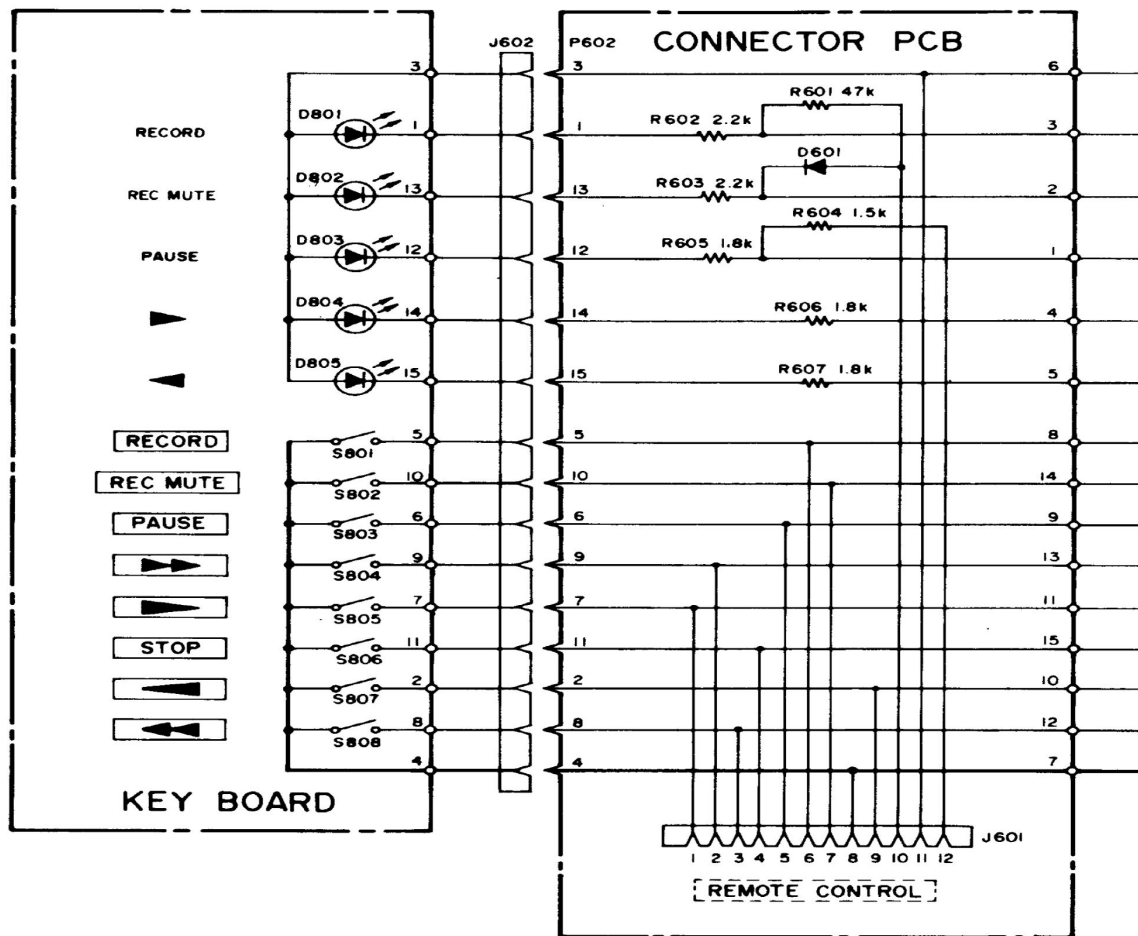 J602 P602 CONNECTOR PCB
3 3 6
R601 47k
D801 R602 2.2k
RECORD 1 1 3
D601
D802 R603 2.2k
REC MUTE 13 13 2
R604 1.5k
D803 R605 1.8k
PAUSE 12 12 1
D804 R606 1.8k
14 14 4
D805 R607 1.8k
15 15 5
RECORD 5 5 8
S801
REC MUTE 10 10 14
S802
PAUSE 6 6 9
S803
9 9 13
S804
7 7 11
S805
STOP 11 11 15
S806
2 2 10
S807
8 8 12
S808
4 4 7
KEY BOARD
J601
1 2 3 4 5 6 7 8 9 10 11 12
REMOTE CONTROL